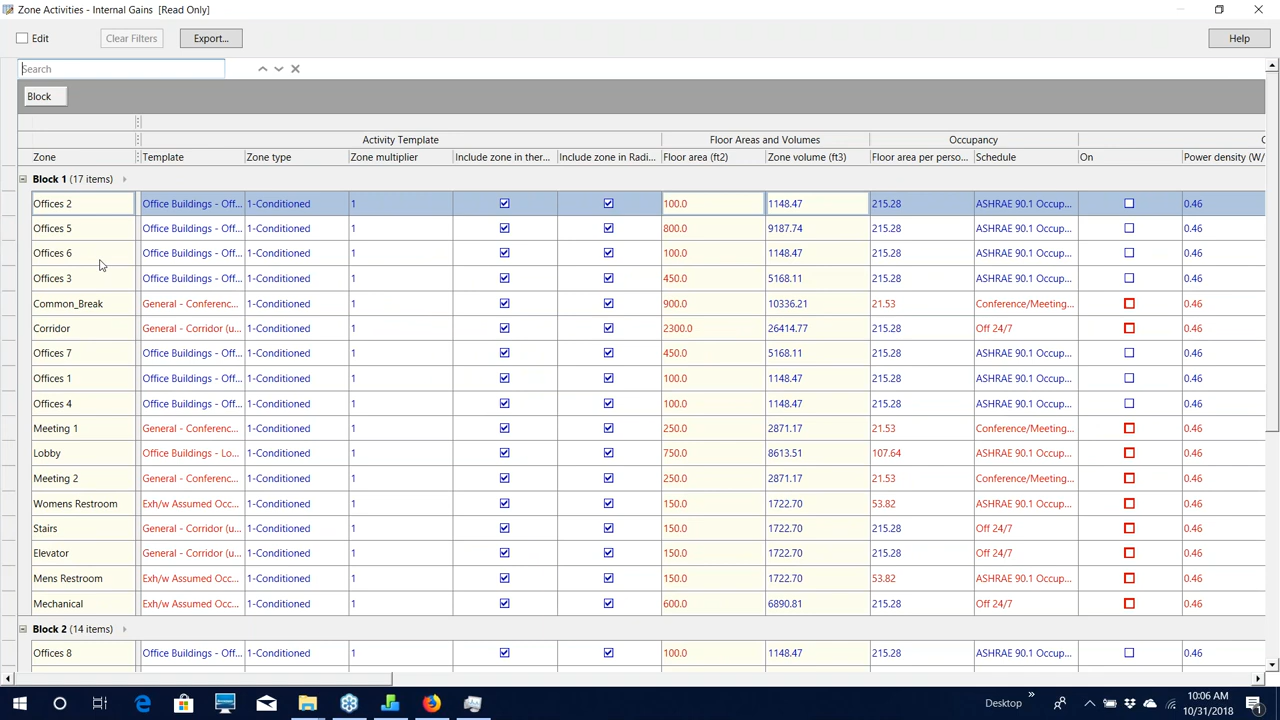 Zone Activities - Internal Gains [Read Only]
Edit Clear Filters Export... Help
Search
Block
Activity Template Floor Areas and Volumes Occupancy
Zone Template Zone type Zone multiplier Include zone in ther... Include zone in Radi... Floor area (ft2) Zone volume (ft3) Floor area per perso... Schedule On Power density (W/
Block 1 (17 items)
Offices 2 Office Buildings - Off... 1-Conditioned 1 100.0 1148.47 215.28 ASHRAE 90.1 Occup... 0.46
Offices 5 Office Buildings - Off... 1-Conditioned 1 800.0 9187.74 215.28 ASHRAE 90.1 Occup... 0.46
Offices 6 Office Buildings - Off... 1-Conditioned 1 100.0 1148.47 215.28 ASHRAE 90.1 Occup... 0.46
Offices 3 Office Buildings - Off... 1-Conditioned 1 450.0 5168.11 215.28 ASHRAE 90.1 Occup... 0.46
Common_Break General - Conferenc... 1-Conditioned 1 900.0 10336.21 21.53 Conference/Meeting... 0.46
Corridor General - Corridor (u... 1-Conditioned 1 2300.0 26414.77 215.28 Off 24/7 0.46
Offices 7 Office Buildings - Off... 1-Conditioned 1 450.0 5168.11 215.28 ASHRAE 90.1 Occup... 0.46
Offices 1 Office Buildings - Off... 1-Conditioned 1 100.0 1148.47 215.28 ASHRAE 90.1 Occup... 0.46
Offices 4 Office Buildings - Off... 1-Conditioned 1 100.0 1148.47 215.28 ASHRAE 90.1 Occup... 0.46
Meeting 1 General - Conferenc... 1-Conditioned 1 250.0 2871.17 21.53 Conference/Meeting... 0.46
Lobby Office Buildings - Lo... 1-Conditioned 1 750.0 8613.51 107.64 ASHRAE 90.1 Occup... 0.46
Meeting 2 General - Conferenc... 1-Conditioned 1 250.0 2871.17 21.53 Conference/Meeting... 0.46
Womens Restroom Exh/w Assumed Occ... 1-Conditioned 1 150.0 1722.70 53.82 ASHRAE 90.1 Occup... 0.46
Stairs General - Corridor (u... 1-Conditioned 1 150.0 1722.70 215.28 Off 24/7 0.46
Elevator General - Corridor (u... 1-Conditioned 1 150.0 1722.70 215.28 Off 24/7 0.46
Mens Restroom Exh/w Assumed Occ... 1-Conditioned 1 150.0 1722.70 53.82 ASHRAE 90.1 Occup... 0.46
Mechanical Exh/w Assumed Occ... 1-Conditioned 1 600.0 6890.81 215.28 Off 24/7 0.46
Block 2 (14 items)
Offices 8 Office Buildings - Off... 1-Conditioned 1 100.0 1148.47 215.28 ASHRAE 90.1 Occup... 0.46
Desktop 10:06 AM
10/31/2018